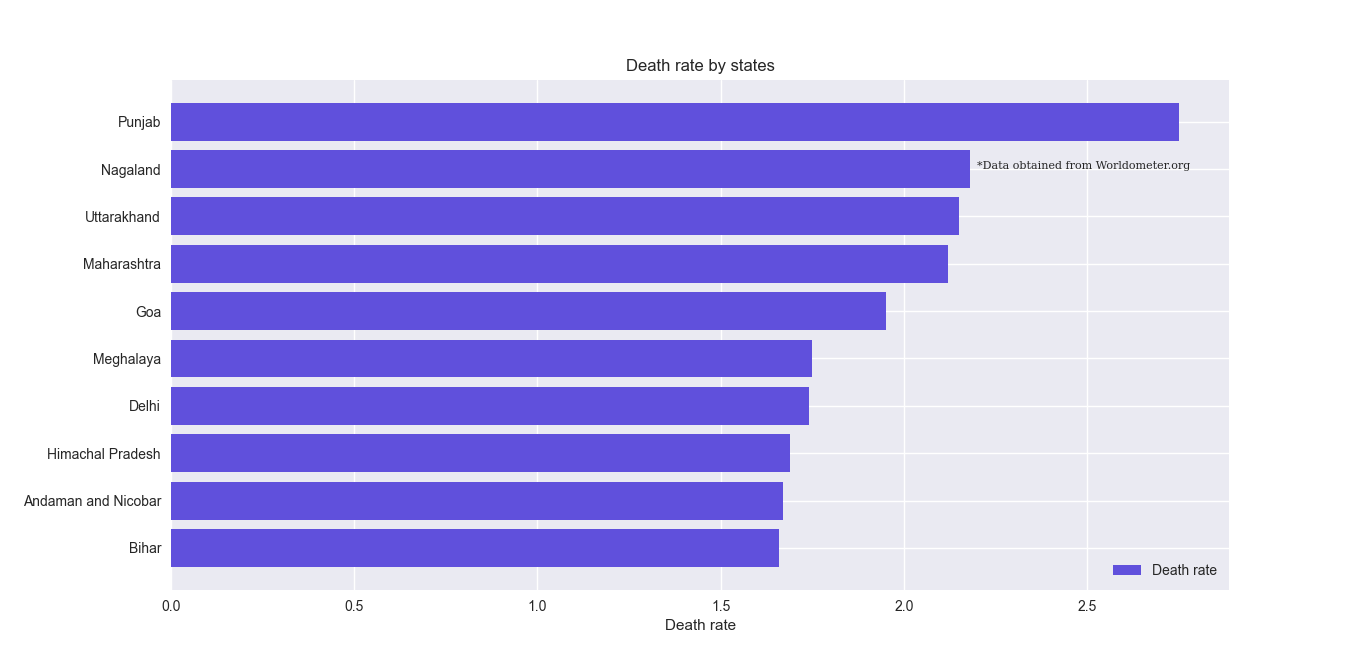 Death rate by states
Punjab
Nagaland
*Data obtained from Worldometer.org
Uttarakhand
Maharashtra
Goa
Meghalaya
Delhi
Himachal Pradesh
Andaman and Nicobar
Bihar
Death rate
0.0 0.5 1.0 1.5 2.0 2.5
Death rate